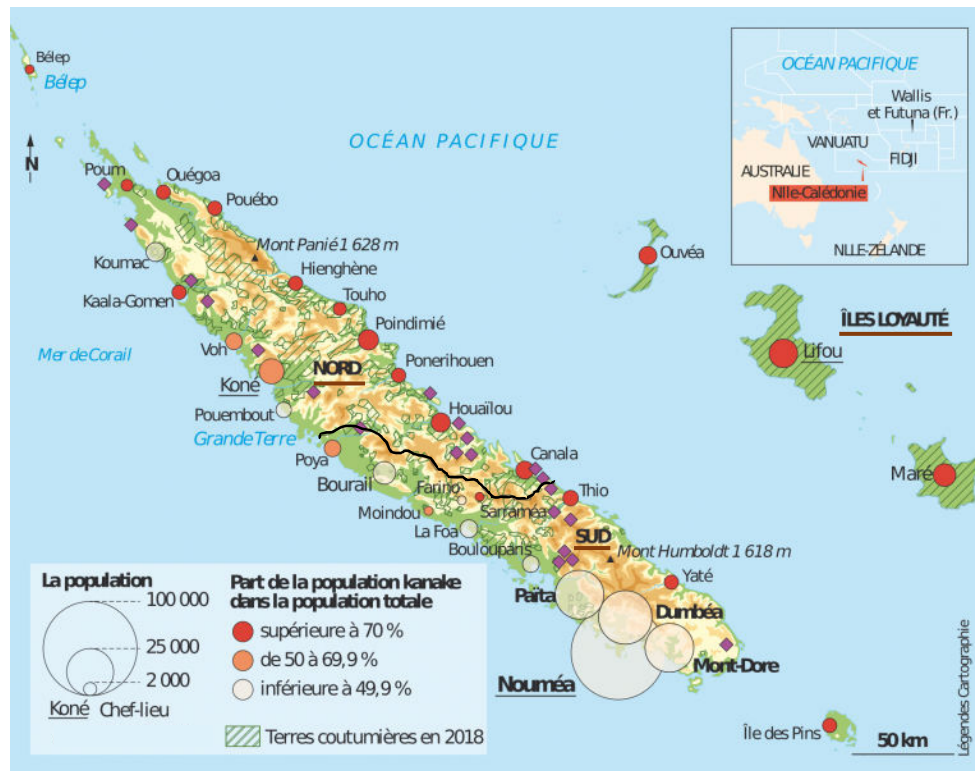 Bélep
Bélep
N
OCÉAN PACIFIQUE
OCÉAN PACIFIQUE
Wallis
et Futuna (Fr.)
VANUATU
FIDJI
AUSTRALIE
Nlle-Calédonie
NLLE-ZÉLANDE
Poum
Ouégoa
Pouébo
Mont Panié 1 628 m
Koumac
Hienghène
Ouvéa
Kaala-Gomen
Touho
ÎLES LOYAUTÉ
Poindimié
Voh
Mer de Corail
Lifou
NORD
Ponerihouen
Koné
Pouembout
Houaïlou
Grande Terre
Poya
Canala
Maré
Bourail
Farino
Thio
Sarraméa
Moindou
La Foa
SUD
Boulouparis
Mont Humboldt 1 618 m
Yaté
Païta
Dumbéa
Mont-Dore
Nouméa
Île des Pins
50 km
La population
100 000
25 000
2 000
Koné Chef-lieu
Part de la population kanake
dans la population totale
supérieure à 70 %
de 50 à 69,9 %
inférieure à 49,9 %
Terres coutumières en 2018
Légendes Cartographie